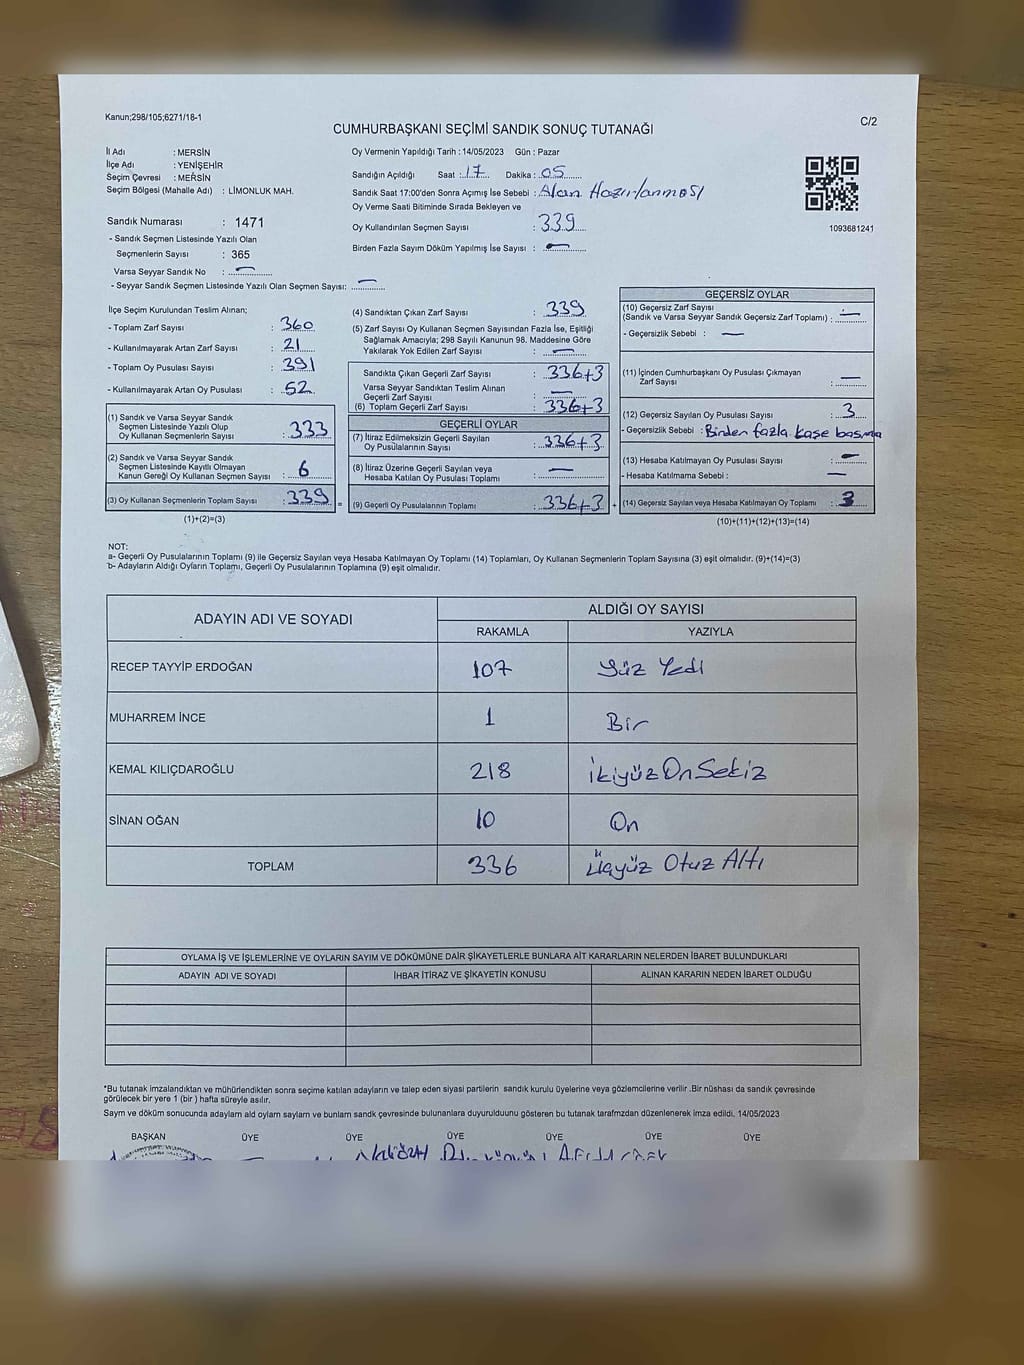 Kanun;298/105;6271/16-1
C/2
CUMHURBAŞKANI SEÇİMİ SANDIK SONUÇ TUTANAĞI
İl Adı : MERSİN
İlçe Adı : YENİŞEHİR
Seçim Çevresi : MERSİN
Seçim Bölgesi (Mahalle Adı) : LİMONLUK MAH.
Sandık Numarası : 1471
- Sandık Seçmen Listesinde Yazılı Olan
Seçmenlerin Sayısı : 365
Varsa Seyyar Sandık No : —
- Seyyar Sandık Seçmen Listesinde Yazılı Olan Seçmen Sayısı: —
Oy Vermenin Yapıldığı Tarih : 14/05/2023 Gün : Pazar
Sandığın Açıldığı Saat : 17 Dakika : 05
Sandık Saat 17:00'den Sonra Açımış İse Sebebi : Alan Hazırlanması
Oy Verme Saati Bitiminde Sırada Bekleyen ve
Oy Kullandırılan Seçmen Sayısı : 339
Birden Fazla Sayım Döküm Yapılmış İse Sayısı : —
1093681241
İlçe Seçim Kurulundan Teslim Alınan;
- Toplam Zarf Sayısı : 360
- Kullanılmayarak Artan Zarf Sayısı : 21
- Toplam Oy Pusulası Sayısı : 391
- Kullanılmayarak Artan Oy Pusulası : 52
(1) Sandık ve Varsa Seyyar Sandık
Seçmen Listesinde Yazılı Olup
Oy Kullanan Seçmenlerin Sayısı : 333
(2) Sandık ve Varsa Seyyar Sandık
Seçmen Listesinde Kayıtlı Olmayan
Kanun Gereği Oy Kullanan Seçmen Sayısı : 6
(3) Oy Kullanan Seçmenlerin Toplam Sayısı : 339 =
(1)+(2)=(3)
(4) Sandıktan Çıkan Zarf Sayısı : 339
(5) Zarf Sayısı Oy Kullanan Seçmen Sayısından Fazla İse, Eşitliği
Sağlamak Amacıyla; 298 Sayılı Kanunun 98. Maddesine Göre
Yakılarak Yok Edilen Zarf Sayısı : —
Sandıkta Çıkan Geçerli Zarf Sayısı : 336+3
Varsa Seyyar Sandıktan Teslim Alınan
Geçerli Zarf Sayısı : —
(6) Toplam Geçerli Zarf Sayısı : 336+3
GEÇERLİ OYLAR
(7) İtiraz Edilmeksizin Geçerli Sayılan
Oy Pusulalarının Sayısı : 336+3
(8) İtiraz Üzerine Geçerli Sayılan veya
Hesaba Katılan Oy Pusulası Toplamı : —
(9) Geçerli Oy Pusulalarının Toplamı : 336+3 +
GEÇERSİZ OYLAR
(10) Geçersiz Zarf Sayısı
(Sandık ve Varsa Seyyar Sandık Geçersiz Zarf Toplamı) : —
- Geçersizlik Sebebi : —
(11) İçinden Cumhurbaşkanı Oy Pusulası Çıkmayan
Zarf Sayısı : —
(12) Geçersiz Sayılan Oy Pusulası Sayısı : 3
- Geçersizlik Sebebi : Birden fazla kaşe basma
(13) Hesaba Katılmayan Oy Pusulası Sayısı : —
- Hesaba Katılmama Sebebi : —
(14) Geçersiz Sayılan veya Hesaba Katılmayan Oy Toplamı : 3
(10)+(11)+(12)+(13)=(14)
NOT:
a- Geçerli Oy Pusulalarının Toplamı (9) ile Geçersiz Sayılan veya Hesaba Katılmayan Oy Toplamı (14) Toplamları, Oy Kullanan Seçmenlerin Toplam Sayısına (3) eşit olmalıdır. (9)+(14)=(3)
b- Adayların Aldığı Oyların Toplamı, Geçerli Oy Pusulalarının Toplamına (9) eşit olmalıdır.
ADAYIN ADI VE SOYADI ALDIĞI OY SAYISI
RAKAMLA YAZIYLA
RECEP TAYYİP ERDOĞAN 107 Yüz Yedi
MUHARREM İNCE 1 Bir
KEMAL KILIÇDAROĞLU 218 İkiyüz On Sekiz
SİNAN OĞAN 10 On
TOPLAM 336 Üçyüz Otuz Altı
OYLAMA İŞ VE İŞLEMLERİNE VE OYLARIN SAYIM VE DÖKÜMÜNE DAİR ŞİKAYETLERLE BUNLARA AİT KARARLARIN NELERDEN İBARET BULUNDUKLARI
ADAYIN ADI VE SOYADI İHBAR İTİRAZ VE ŞİKAYETİN KONUSU ALINAN KARARIN NEDEN İBARET OLDUĞU
*Bu tutanak imzalandıktan ve mühürlendikten sonra seçime katılan adayların ve talep eden siyasi partilerin sandık kurulu üyelerine veya gözlemcilerine verilir .Bir nüshası da sandık çevresinde
görülecek bir yere 1 (bir ) hafta süreyle asılır.
Sayım ve döküm sonucunda adaylarn ald oylarn saylarn ve bunlarn sandk çevresinde bulunanlara duyurulduunu gösteren bu tutanak tarafmzdan düzenlenerek imza edildi. 14/05/2023
BAŞKAN ÜYE ÜYE ÜYE ÜYE ÜYE ÜYE